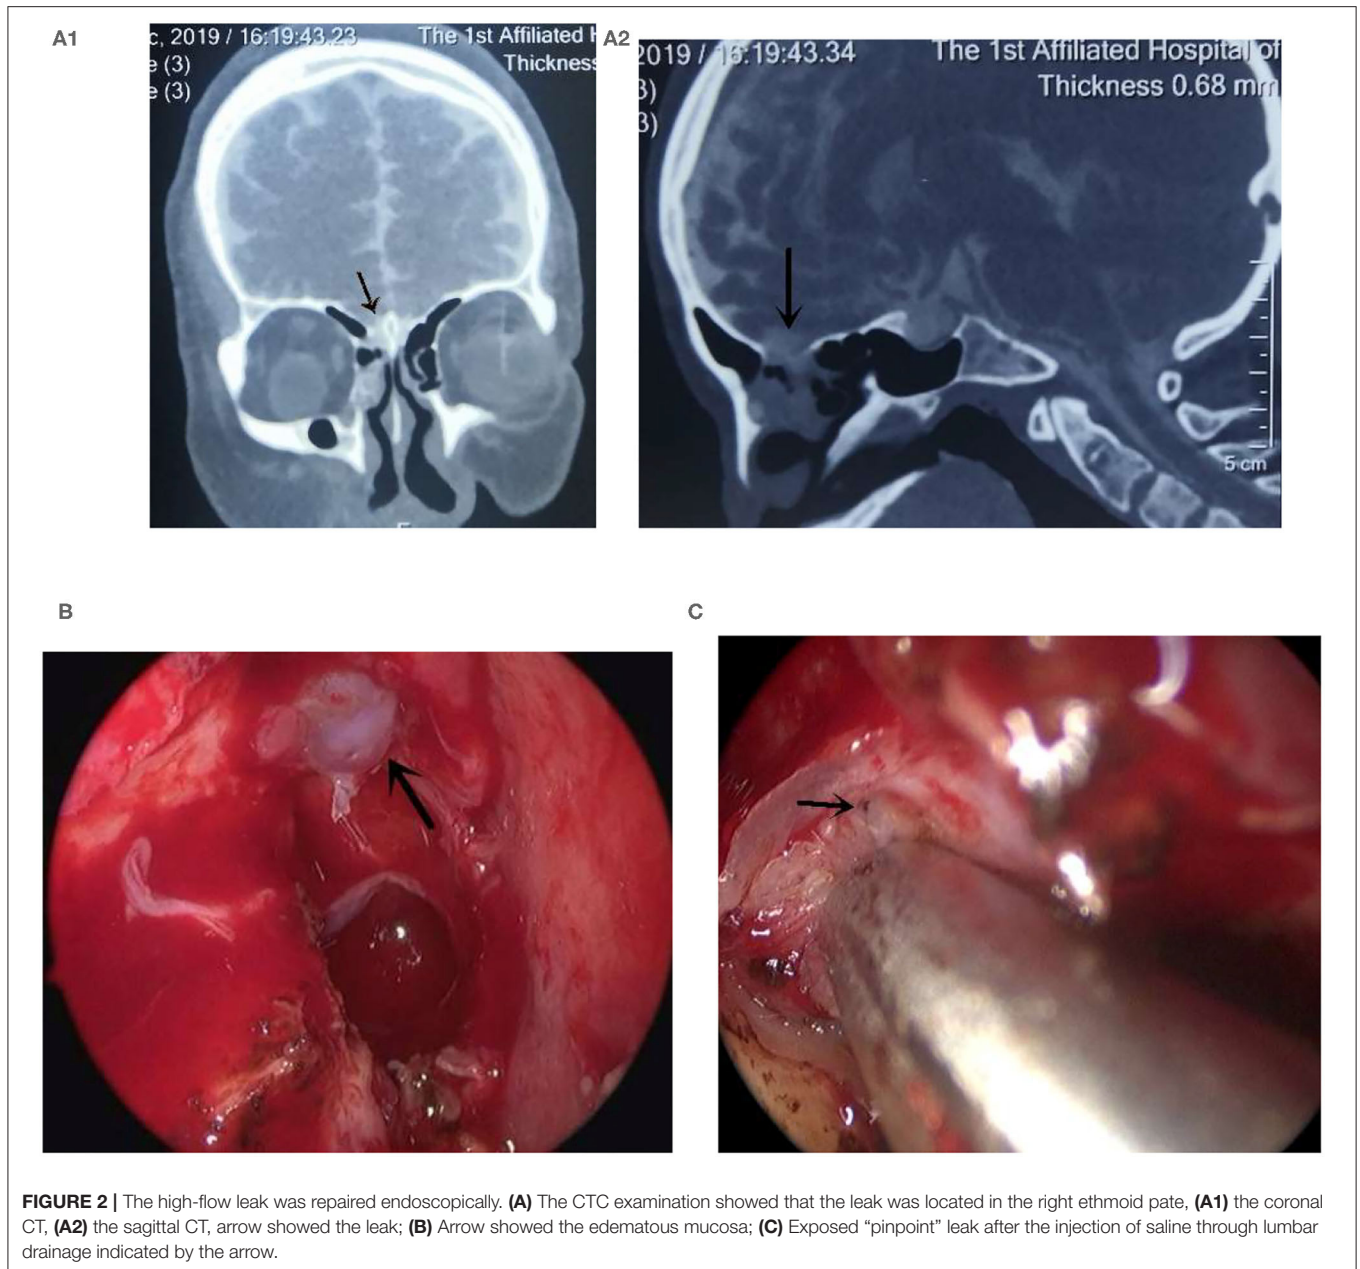 A1
c, 2019 / 16:19:43.23 The 1st Affiliated H
e (3) Thickness
e (3)
A2
2019 / 16:19:43.34 The 1st Affiliated Hospital of
3) Thickness 0.68 mm
3)
5 cm
B
C
FIGURE 2 | The high-flow leak was repaired endoscopically. (A) The CTC examination showed that the leak was located in the right ethmoid pate, (A1) the coronal
CT, (A2) the sagittal CT, arrow showed the leak; (B) Arrow showed the edematous mucosa; (C) Exposed “pinpoint” leak after the injection of saline through lumbar
drainage indicated by the arrow.